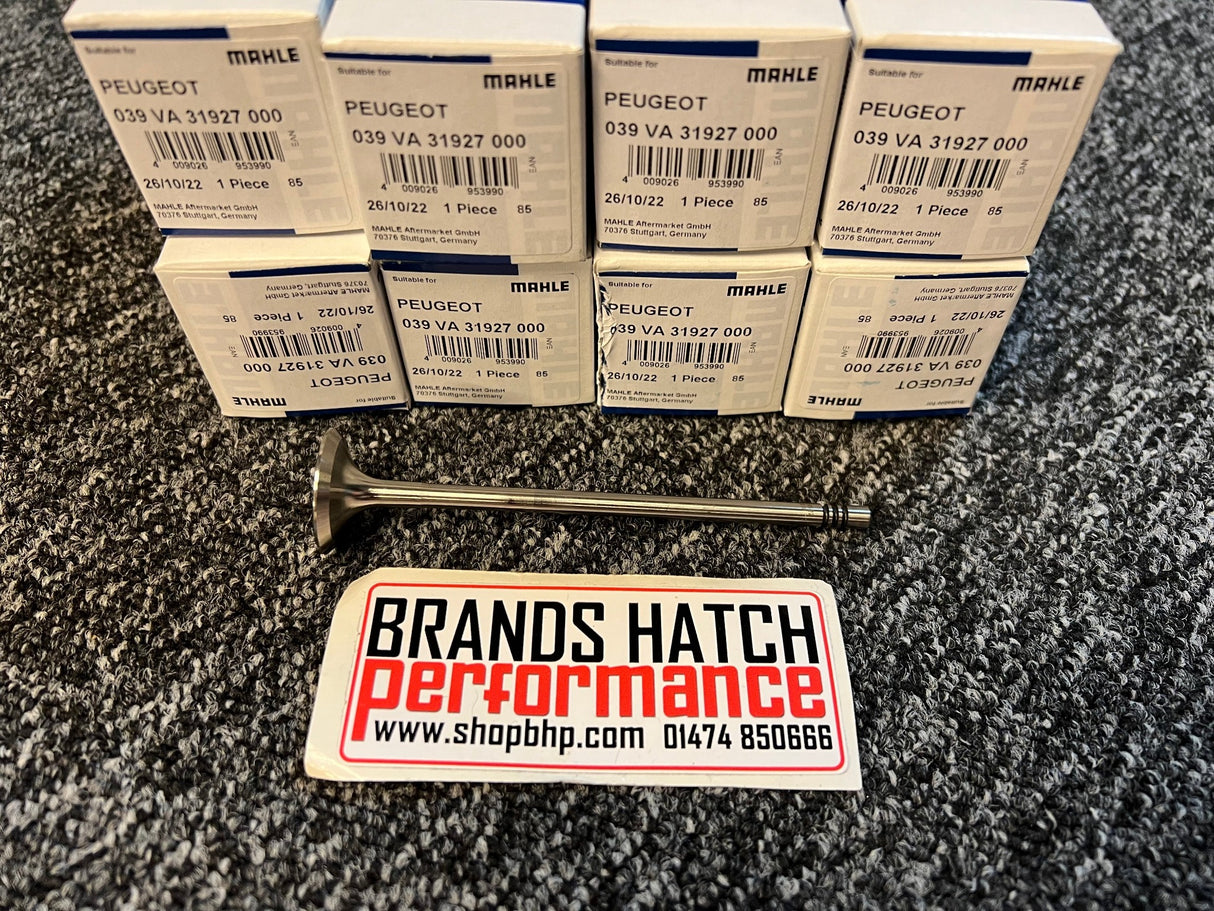 Suitable for
MAHLE
PEUGEOT
039 VA 31927 000
EAN
4 009026 953990
26/10/22 1 Piece 85
MAHLE Aftermarket GmbH
70376 Stuttgart, Germany
Suitable for
MAHLE
PEUGEOT
039 VA 31927 000
EAN
4 009026 953990
26/10/22 1 Piece 85
MAHLE Aftermarket GmbH
70376 Stuttgart, Germany
Suitable for
MAHLE
PEUGEOT
039 VA 31927 000
EAN
4 009026 953990
26/10/22 1 Piece 85
MAHLE Aftermarket GmbH
70376 Stuttgart, Germany
Suitable for
MAHLE
PEUGEOT
039 VA 31927 000
EAN
4 009026 953990
26/10/22 1 Piece 85
MAHLE Aftermarket GmbH
70376 Stuttgart, Germany
Suitable for
MAHLE
PEUGEOT
039 VA 31927 000
EAN
4 009026 953990
26/10/22 1 Piece 85
MAHLE Aftermarket GmbH
70376 Stuttgart, Germany
Suitable for
MAHLE
PEUGEOT
039 VA 31927 000
EAN
4 009026 953990
26/10/22 1 Piece 85
MAHLE Aftermarket GmbH
70376 Stuttgart, Germany
Suitable for
MAHLE
PEUGEOT
039 VA 31927 000
EAN
4 009026 953990
26/10/22 1 Piece 85
MAHLE Aftermarket GmbH
70376 Stuttgart, Germany
Suitable for
MAHLE
PEUGEOT
039 VA 31927 000
EAN
4 009026 953990
26/10/22 1 Piece 85
MAHLE Aftermarket GmbH
70376 Stuttgart, Germany
BRANDS HATCH
performance
www.shopbhp.com 01474 850666